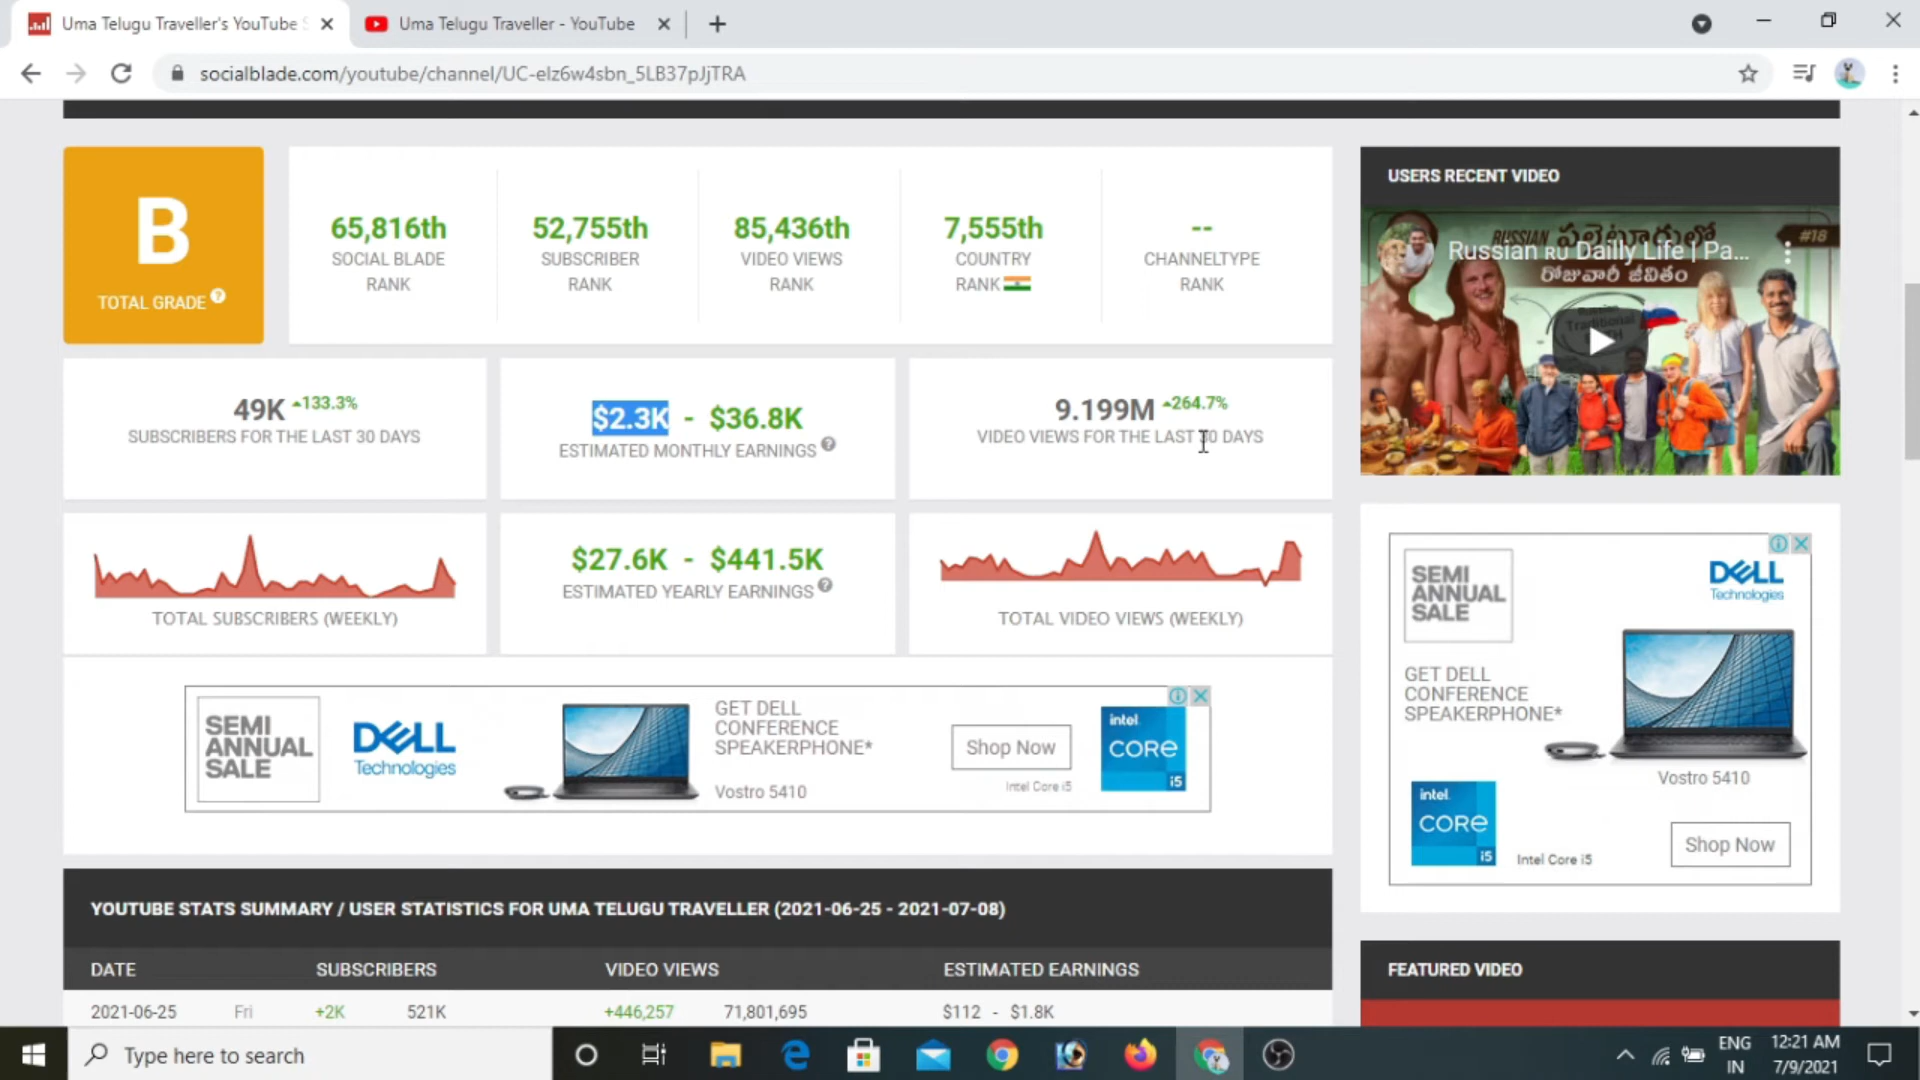 Uma Telugu Traveller's YouTube S
Uma Telugu Traveller - YouTube
socialblade.com/youtube/channel/UC-elz6w4sbn_5LB37pJjTRA
B
TOTAL GRADE
65,816th
SOCIAL BLADE
RANK
52,755th
SUBSCRIBER
RANK
85,436th
VIDEO VIEWS
RANK
7,555th
COUNTRY
RANK
--
CHANNELTYPE
RANK
49K 133.3%
SUBSCRIBERS FOR THE LAST 30 DAYS
$2.3K - $36.8K
ESTIMATED MONTHLY EARNINGS
9.199M 264.7%
VIDEO VIEWS FOR THE LAST 30 DAYS
TOTAL SUBSCRIBERS (WEEKLY)
$27.6K - $441.5K
ESTIMATED YEARLY EARNINGS
TOTAL VIDEO VIEWS (WEEKLY)
SEMI
ANNUAL
SALE
DELL
Technologies
GET DELL
CONFERENCE
SPEAKERPHONE*
Vostro 5410
Shop Now
Intel Core i5
intel
CORE
i5
USERS RECENT VIDEO
RUSSIAN పల్లెటూరులో #18
Russian RU Dailly Life | Pa...
రోజువారీ జీవితం
Russian
Traditional
SEMI
ANNUAL
SALE
DELL
Technologies
GET DELL
CONFERENCE
SPEAKERPHONE*
Vostro 5410
intel
CORE
i5
Intel Core i5
Shop Now
YOUTUBE STATS SUMMARY / USER STATISTICS FOR UMA TELUGU TRAVELLER (2021-06-25 - 2021-07-08)
DATE SUBSCRIBERS VIDEO VIEWS ESTIMATED EARNINGS
2021-06-25 Fri +2K 521K +446,257 71,801,695 $112 - $1.8K
FEATURED VIDEO
Type here to search
ENG
IN
12:21 AM
7/9/2021